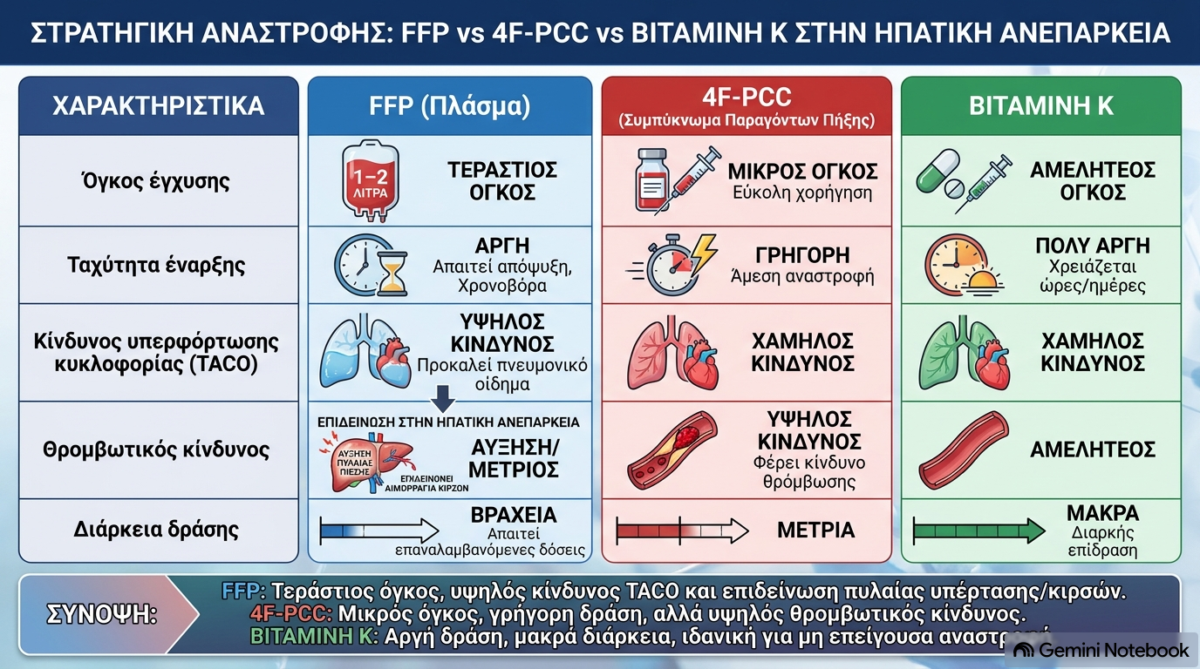 ΣΤΡΑΤΗΓΙΚΗ ΑΝΑΣΤΡΟΦΗΣ: FFP vs 4F-PCC vs ΒΙΤΑΜΙΝΗ Κ ΣΤΗΝ ΗΠΑΤΙΚΗ ΑΝΕΠΑΡΚΕΙΑ
ΧΑΡΑΚΤΗΡΙΣΤΙΚΑ
FFP (Πλάσμα)
4F-PCC
(Συμπύκνωμα Παραγόντων Πήξης)
ΒΙΤΑΜΙΝΗ Κ
Όγκος έγχυσης
1–2
ΛΙΤΡΑ
ΤΕΡΑΣΤΙΟΣ
ΟΓΚΟΣ
ΜΙΚΡΟΣ ΟΓΚΟΣ
Εύκολη χορήγηση
ΑΜΕΛΗΤΕΟΣ
ΟΓΚΟΣ
Ταχύτητα έναρξης
ΑΡΓΗ
Απαιτεί απόψυξη,
Χρονοβόρα
ΓΡΗΓΟΡΗ
Άμεση αναστροφή
ΠΟΛΥ ΑΡΓΗ
Χρειάζεται
ώρες/ημέρες
Κίνδυνος υπερφόρτωσης
κυκλοφορίας (TACO)
ΥΨΗΛΟΣ
ΚΙΝΔΥΝΟΣ
Προκαλεί πνευμονικό
οίδημα
ΧΑΜΗΛΟΣ
ΚΙΝΔΥΝΟΣ
ΧΑΜΗΛΟΣ
ΚΙΝΔΥΝΟΣ
Θρομβωτικός κίνδυνος
ΕΠΙΔΕΙΝΩΣΗ ΣΤΗΝ ΗΠΑΤΙΚΗ ΑΝΕΠΑΡΚΕΙΑ
ΑΥΞΗΣΗ
ΠΥΛΑΙΑΣ
ΠΙΕΣΗΣ
ΑΙΜΟΡΡΑΓΙΑ ΚΙΡΣΩΝ
ΑΥΞΗΣΗ/
ΜΕΤΡΙΟΣ
ΥΨΗΛΟΣ
ΚΙΝΔΥΝΟΣ
Φέρει κίνδυνο
θρόμβωσης
ΑΜΕΛΗΤΕΟΣ
Διάρκεια δράσης
ΒΡΑΧΕΙΑ
Απαιτεί
επαναλαμβανόμενες δόσεις
ΜΕΤΡΙΑ
ΜΑΚΡΑ
Διαρκής
επίδραση
ΣΥΝΟΨΗ:
FFP: Τεράστιος όγκος, υψηλός κίνδυνος TACO και επιδείνωση πυλαίας υπέρτασης/κιρσών.
4F-PCC: Μικρός όγκος, γρήγορη δράση, αλλά υψηλός θρομβωτικός κίνδυνος.
ΒΙΤΑΜΙΝΗ Κ: Αργή δράση, μακρά διάρκεια, ιδανική για μη επείγουσα
Gemini Notebook